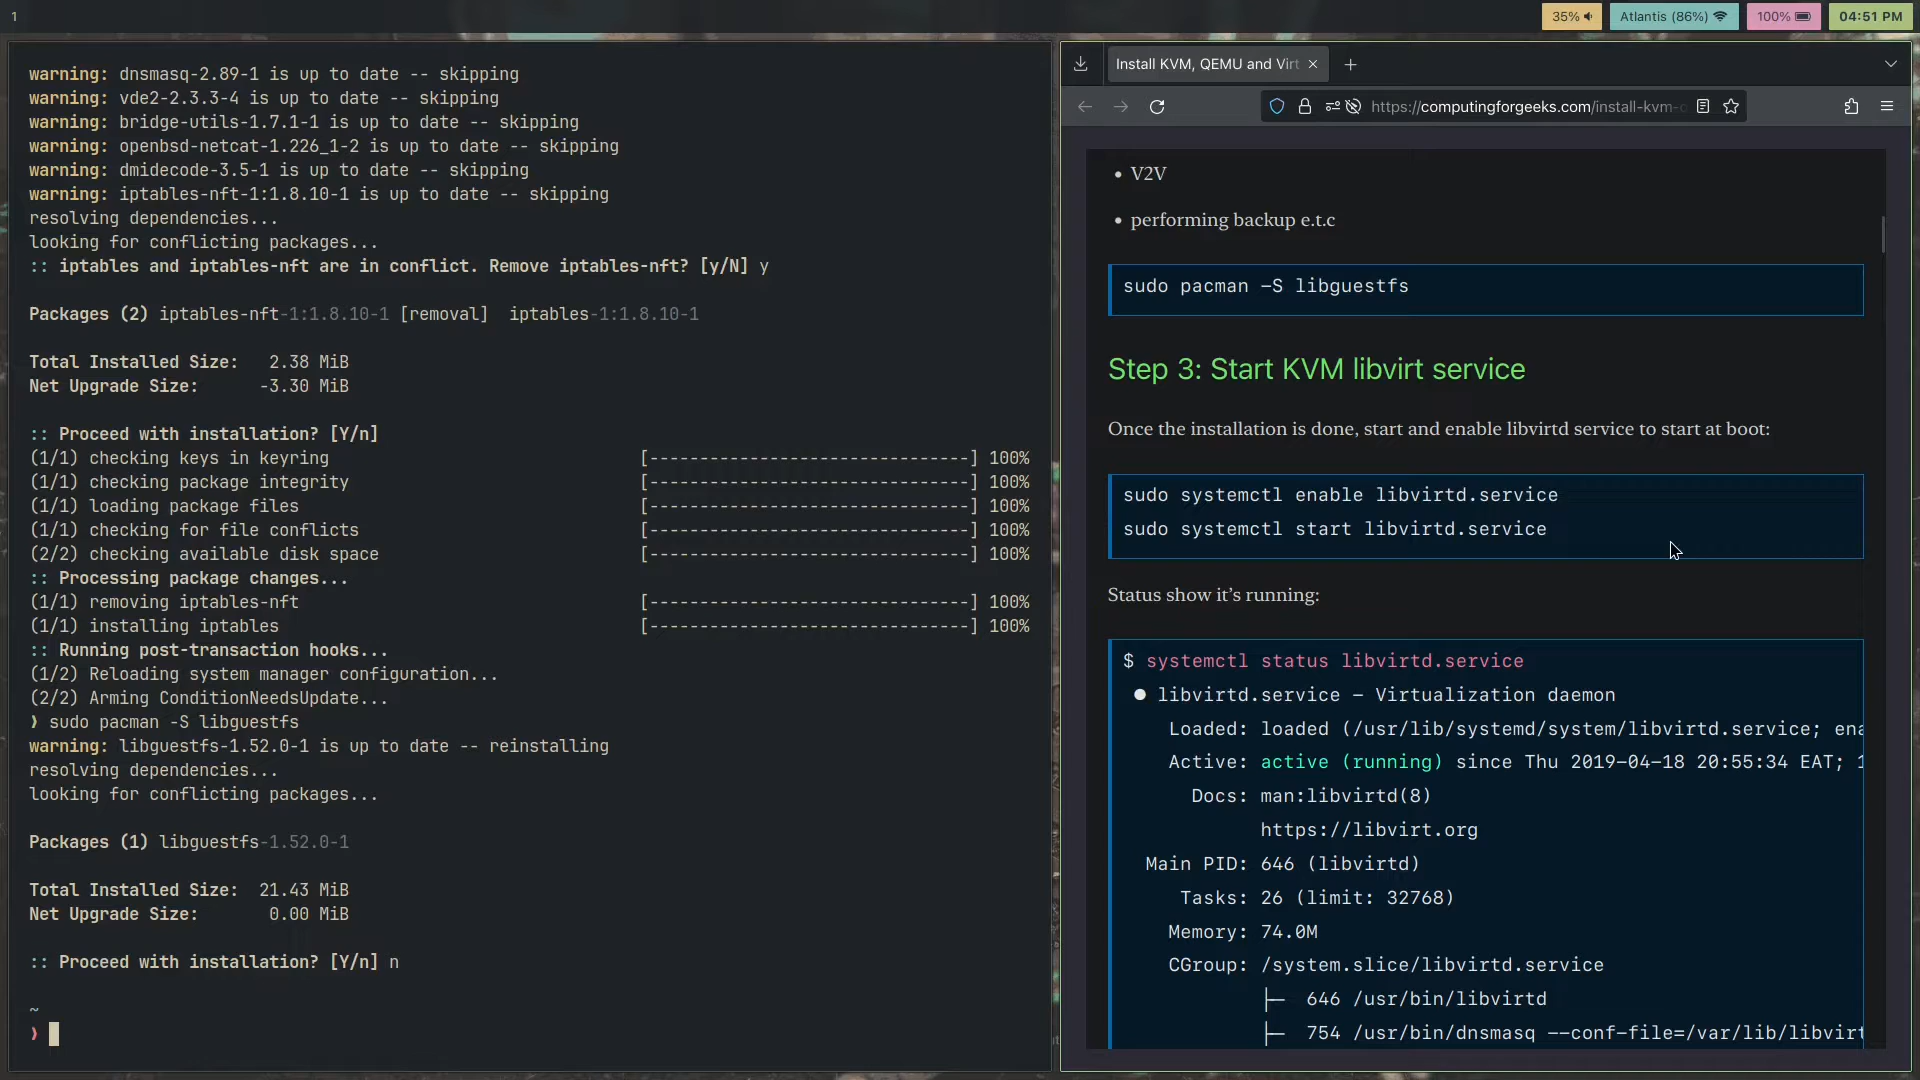 1
35%
Atlantis (86%)
100%
04:51 PM
warning: dnsmasq-2.89-1 is up to date -- skipping
warning: vde2-2.3.3-4 is up to date -- skipping
warning: bridge-utils-1.7.1-1 is up to date -- skipping
warning: openbsd-netcat-1.226_1-2 is up to date -- skipping
warning: dmidecode-3.5-1 is up to date -- skipping
warning: iptables-nft-1:1.8.10-1 is up to date -- skipping
resolving dependencies...
looking for conflicting packages...
:: iptables and iptables-nft are in conflict. Remove iptables-nft? [y/N] y
Packages (2) iptables-nft-1:1.8.10-1 [removal]  iptables-1:1.8.10-1
Total Installed Size:   2.38 MiB
Net Upgrade Size:      -3.30 MiB
:: Proceed with installation? [Y/n]
(1/1) checking keys in keyring [--------------------------------] 100%
(1/1) checking package integrity [--------------------------------] 100%
(1/1) loading package files [--------------------------------] 100%
(1/1) checking for file conflicts [--------------------------------] 100%
(2/2) checking available disk space [--------------------------------] 100%
:: Processing package changes...
(1/1) removing iptables-nft [--------------------------------] 100%
(1/1) installing iptables [--------------------------------] 100%
:: Running post-transaction hooks...
(1/2) Reloading system manager configuration...
(2/2) Arming ConditionNeedsUpdate...
❯ sudo pacman -S libguestfs
warning: libguestfs-1.52.0-1 is up to date -- reinstalling
resolving dependencies...
looking for conflicting packages...
Packages (1) libguestfs-1.52.0-1
Total Installed Size:  21.43 MiB
Net Upgrade Size:       0.00 MiB
:: Proceed with installation? [Y/n] n
~
❯
Install KVM, QEMU and Virt
https://computingforgeeks.com/install-kvm-
• V2V
• performing backup e.t.c
sudo pacman -S libguestfs
Step 3: Start KVM libvirt service
Once the installation is done, start and enable libvirtd service to start at boot:
sudo systemctl enable libvirtd.service
sudo systemctl start libvirtd.service
Status show it's running:
$ systemctl status libvirtd.service
● libvirtd.service – Virtualization daemon
Loaded: loaded (/usr/lib/systemd/system/libvirtd.service; ena
Active: active (running) since Thu 2019-04-18 20:55:34 EAT; 1
Docs: man:libvirtd(8)
https://libvirt.org
Main PID: 646 (libvirtd)
Tasks: 26 (limit: 32768)
Memory: 74.0M
CGroup: /system.slice/libvirtd.service
├─  646 /usr/bin/libvirtd
├─  754 /usr/bin/dnsmasq --conf-file=/var/lib/libvirt